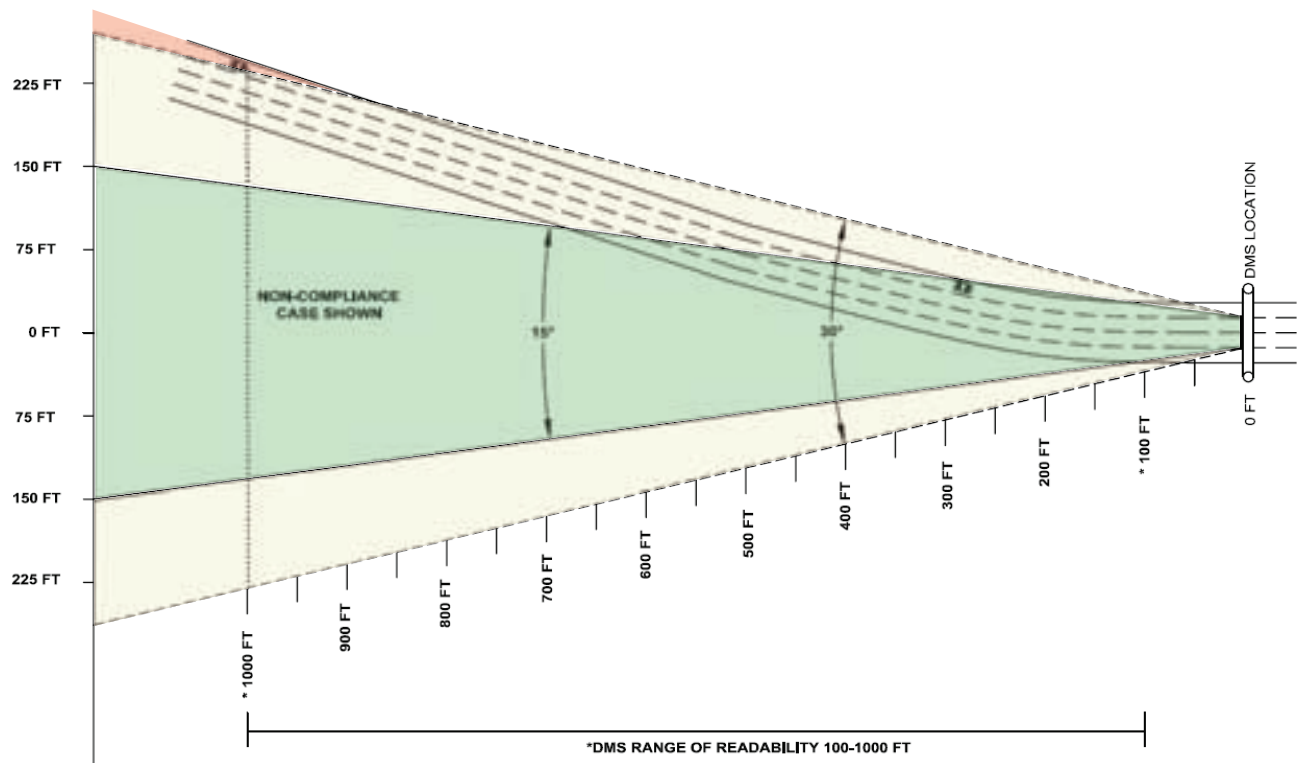 225 FT
150 FT
75 FT
0 FT
75 FT
150 FT
225 FT
NON-COMPLIANCE
CASE SHOWN
15°
30°
* 1000 FT
900 FT
800 FT
700 FT
600 FT
500 FT
400 FT
300 FT
200 FT
* 100 FT
0 FT
DMS LOCATION
*DMS RANGE OF READABILITY 100-1000 FT